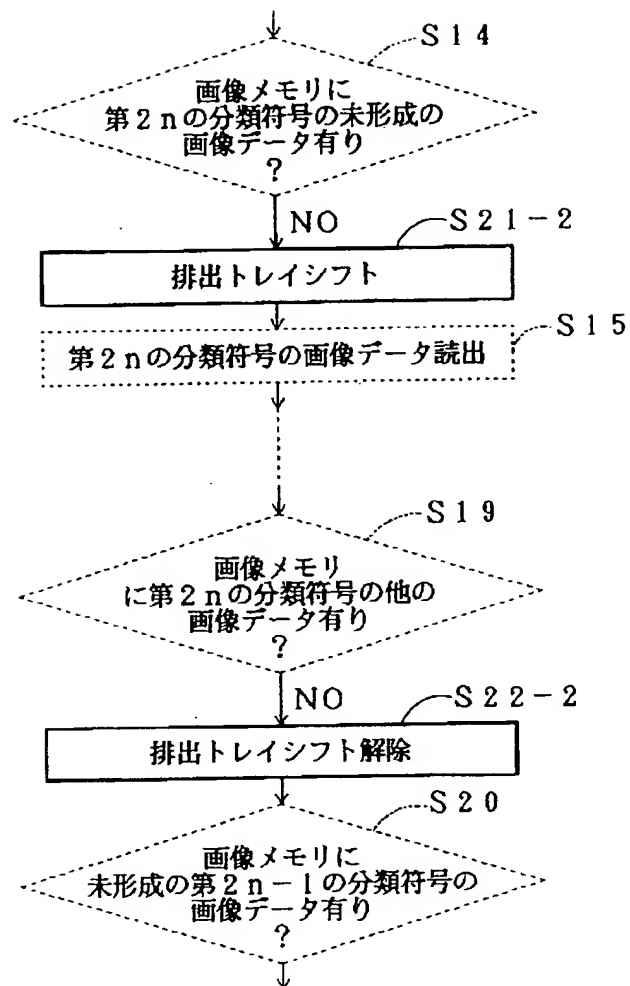 S14
画像メモリに
第2nの分類符号の未形成の
画像データ有り
?
NO
S21-2
排出トレイシフト
S15
第2nの分類符号の画像データ読出
S19
画像メモリ
に第2nの分類符号の他の
画像データ有り
?
NO
S22-2
排出トレイシフト解除
S20
画像メモリに
未形成の第2n-1の分類符号の
画像データ有り
?